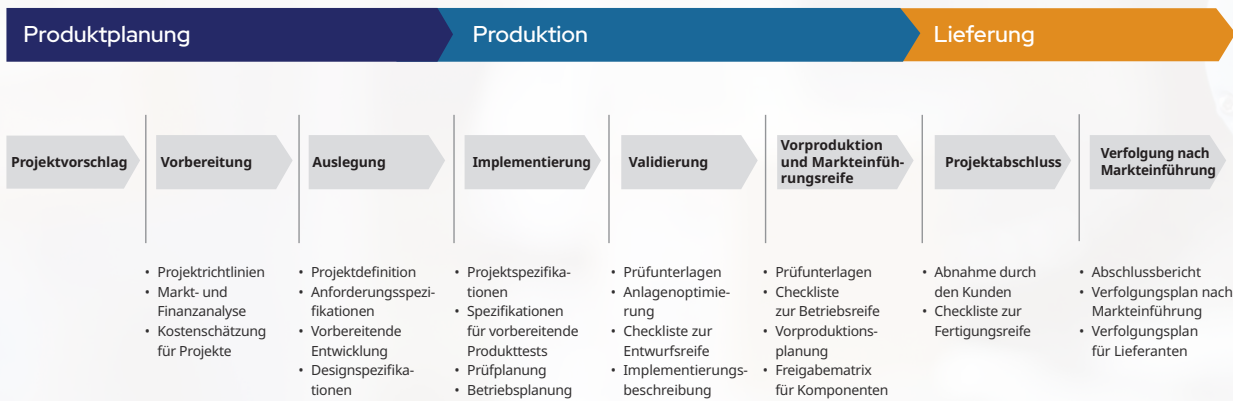 Produktplanung
Produktion
Lieferung
Projektvorschlag
Vorbereitung
Auslegung
Implementierung
Validierung
Vorproduktion
und Markteinfüh-
rungsreife
Projektabschluss
Verfolgung nach
Markteinführung
• Projektrichtlinien
• Markt- und
Finanzanalyse
• Kostenschätzung
für Projekte
• Projektdefinition
• Anforderungsspezi-
fikationen
• Vorbereitende
Entwicklung
• Designspezifika-
tionen
• Projektspezifika-
tionen
• Spezifikationen
für vorbereitende
Produkttests
• Prüfplanung
• Betriebsplanung
• Prüfunterlagen
• Anlagenoptimie-
rung
• Checkliste zur
Entwurfsreife
• Implementierungs-
beschreibung
• Prüfunterlagen
• Checkliste
zur Betriebsreife
• Vorproduktions-
planung
• Freigabematrix
für Komponenten
• Abnahme durch
den Kunden
• Checkliste zur
Fertigungsreife
• Abschlussbericht
• Verfolgungsplan nach
Markteinführung
• Verfolgungsplan
für Lieferanten